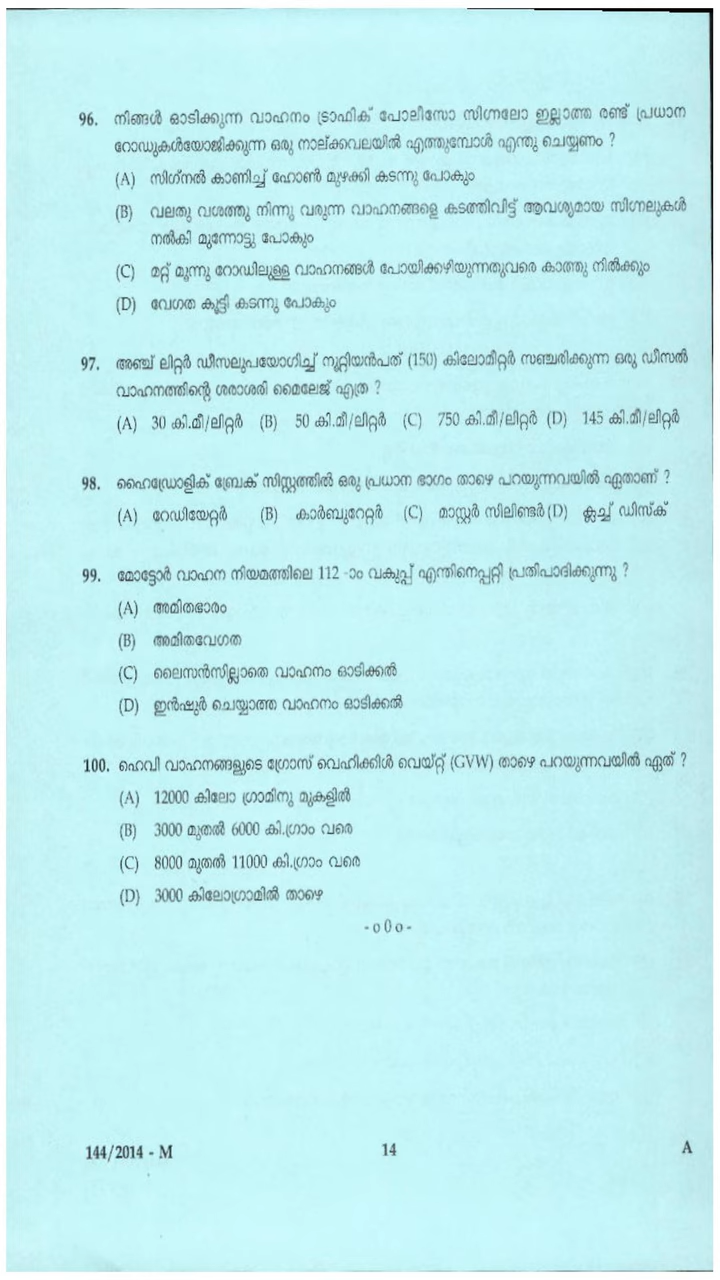 96. നിങ്ങൾ ഓടിക്കുന്ന വാഹനം ട്രാഫിക് പോലീസോ സിഗ്നലോ ഇല്ലാത്ത രണ്ട് പ്രധാന
റോഡുകൾയോജിക്കുന്ന ഒരു നാല്ക്കവലയിൽ എത്തുമ്പോൾ എന്തു ചെയ്യണം ?
(A) സിഗ്‌നൽ കാണിച്ച് ഹോൺ മുഴക്കി കടന്നു പോകും
(B) വലതു വശത്തു നിന്നു വരുന്ന വാഹനങ്ങളെ കടത്തിവിട്ട് ആവശ്യമായ സിഗ്നലുകൾ
നൽകി മുന്നോട്ടു പോകും
(C) മറ്റ് മൂന്നു റോഡിലുള്ള വാഹനങ്ങൾ പോയിക്കഴിയുന്നതുവരെ കാത്തു നിൽക്കും
(D) വേഗത കൂട്ടി കടന്നു പോകും
97. അഞ്ച് ലിറ്റർ ഡീസലുപയോഗിച്ച് നൂറ്റിയൻപത് (150) കിലോമീറ്റർ സഞ്ചരിക്കുന്ന ഒരു ഡീസൽ
വാഹനത്തിന്റെ ശരാശരി മൈലേജ് എത്ര ?
(A) 30 കി.മീ/ലിറ്റർ (B) 50 കി.മീ/ലിറ്റർ (C) 750 കി.മീ/ലിറ്റർ (D) 145 കി.മീ/ലിറ്റർ
98. ഹൈഡ്രോളിക് ബ്രേക് സിസ്റ്റത്തിൽ ഒരു പ്രധാന ഭാഗം താഴെ പറയുന്നവയിൽ ഏതാണ് ?
(A) റേഡിയേറ്റർ (B) കാർബുറേറ്റർ (C) മാസ്റ്റർ സിലിണ്ടർ (D) ക്ലച്ച് ഡിസ്ക്
99. മോട്ടോർ വാഹന നിയമത്തിലെ 112 -ാം വകുപ്പ് എന്തിനെപ്പറ്റി പ്രതിപാദിക്കുന്നു ?
(A) അമിതഭാരം
(B) അമിതവേഗത
(C) ലൈസൻസില്ലാതെ വാഹനം ഓടിക്കൽ
(D) ഇൻഷുർ ചെയ്യാത്ത വാഹനം ഓടിക്കൽ
100. ഹെവി വാഹനങ്ങളുടെ ഗ്രോസ് വെഹിക്കിൾ വെയ്റ്റ് (GVW) താഴെ പറയുന്നവയിൽ ഏത് ?
(A) 12000 കിലോ ഗ്രാമിനു മുകളിൽ
(B) 3000 മുതൽ 6000 കി.ഗ്രാം വരെ
(C) 8000 മുതൽ 11000 കി.ഗ്രാം വരെ
(D) 3000 കിലോഗ്രാമിൽ താഴെ
- o 0 o -
144/2014 - M 14 A